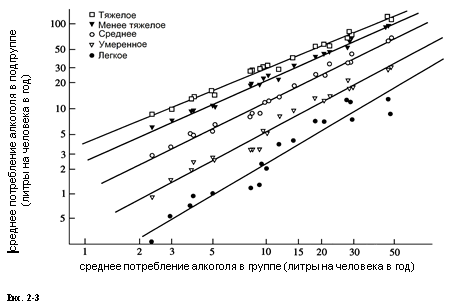 Тяжелое
Менее тяжелое
Среднее
Умеренное
Легкое
100
50
30
20
10
5
3
2
1
5
среднее потребление алкоголя в подгруппе
(литры на человека в год)
1 2 3 5 10 15 20 30 50 100
среднее потребление алкоголя в группе (литры на человека в год)
Рис. 2-3